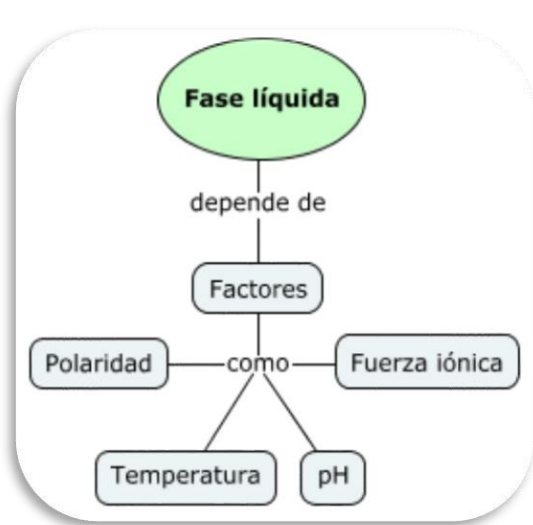 Fase líquida
depende de
Factores
Polaridad
como
Fuerza iónica
Temperatura
pH